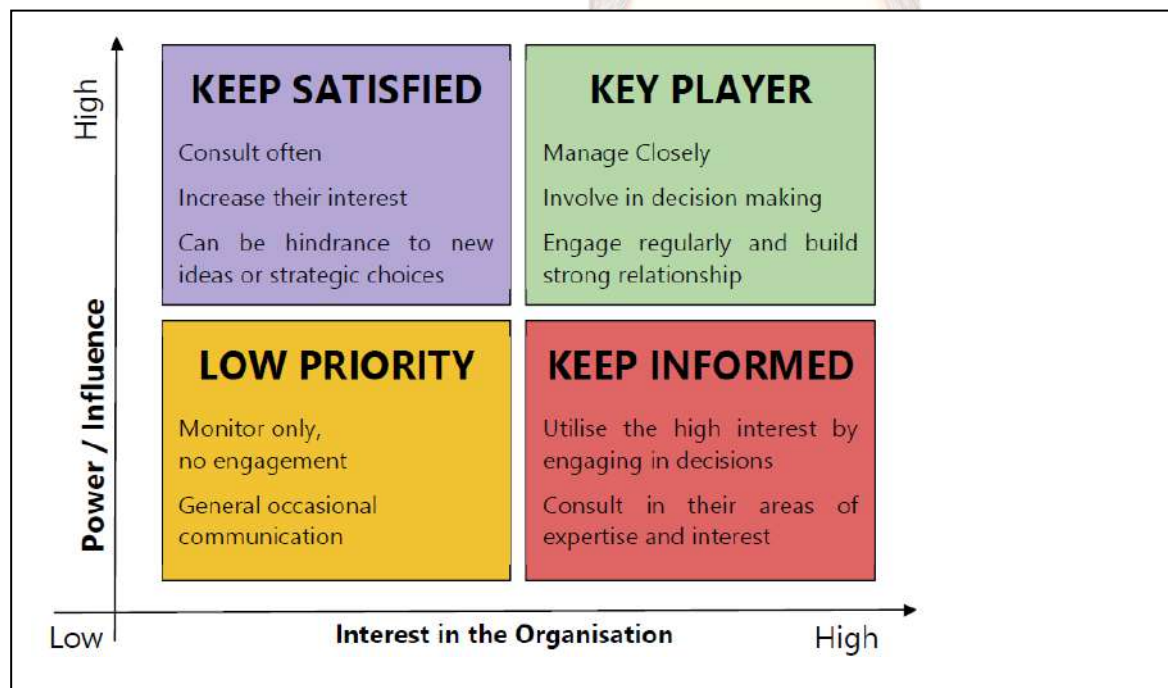 High
Power / Influence
KEEP SATISFIED
Consult often
Increase their interest
Can be hindrance to new
ideas or strategic choices
KEY PLAYER
Manage Closely
Involve in decision making
Engage regularly and build
strong relationship
LOW PRIORITY
Monitor only,
no engagement
General occasional
communication
KEEP INFORMED
Utilise the high interest by
engaging in decisions
Consult in their areas of
expertise and interest
Low
Interest in the Organisation
High